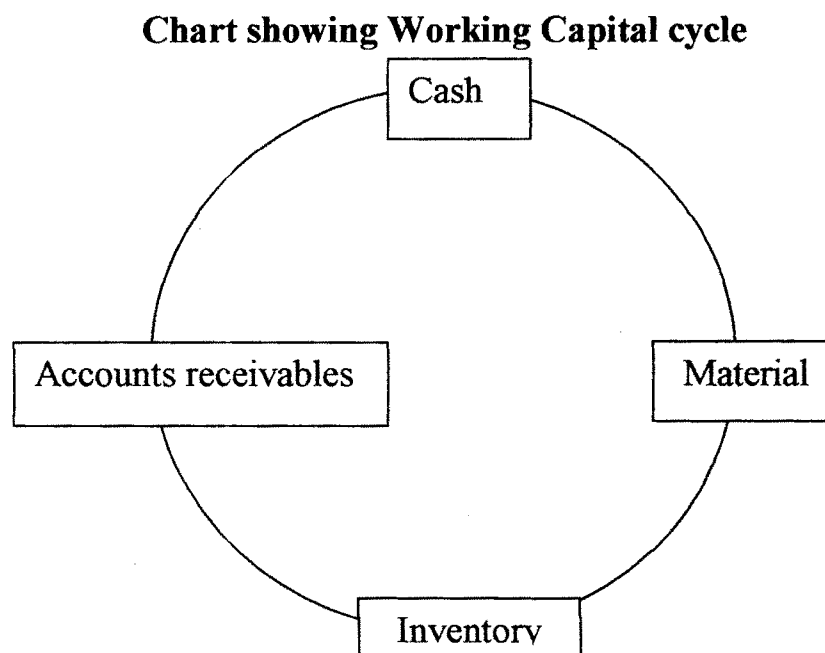 Chart showing Working Capital cycle
Cash
Accounts receivables
Material
Inventory